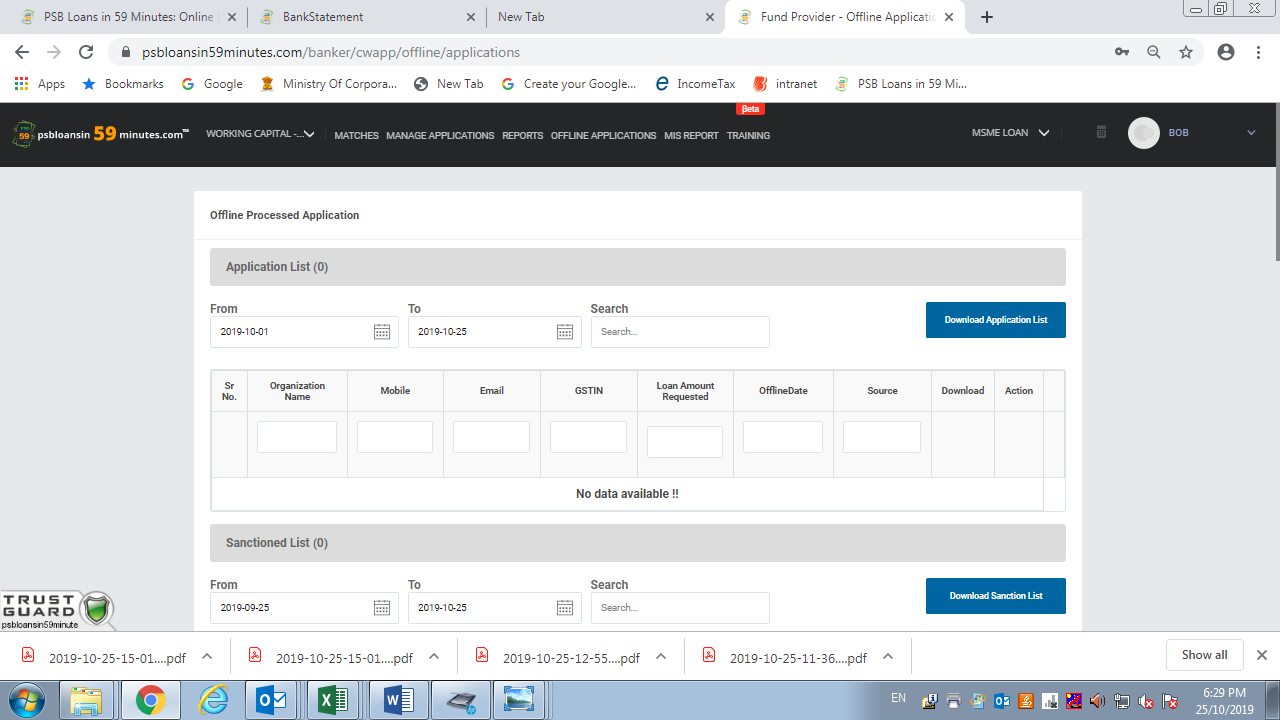 PSB Loans in 59 Minutes: Online
BankStatement
New Tab
Fund Provider - Offline Applicatio
psbloansin59minutes.com/banker/cwapp/offline/applications
Apps
Bookmarks
Google
Ministry Of Corpora...
New Tab
Create your Google...
IncomeTax
intranet
PSB Loans in 59 Mi...
psbloansin 59 minutes.com™
WORKING CAPITAL -...
MATCHES
MANAGE APPLICATIONS
REPORTS
OFFLINE APPLICATIONS
MIS REPORT
Beta
TRAINING
MSME LOAN
BOB
Offline Processed Application
Application List (0)
From
To
Search
2019-10-01
2019-10-25
Search...
Download Application List
Sr No.
Organization Name
Mobile
Email
GSTIN
Loan Amount Requested
OfflineDate
Source
Download
Action
No data available !!
Sanctioned List (0)
From
To
Search
2019-09-25
2019-10-25
Search...
Download Sanction List
TRUST
GUARD
psbloansin59minute
2019-10-25-15-01....pdf
2019-10-25-15-01....pdf
2019-10-25-12-55....pdf
2019-10-25-11-36....pdf
Show all
EN
6:29 PM
25/10/2019